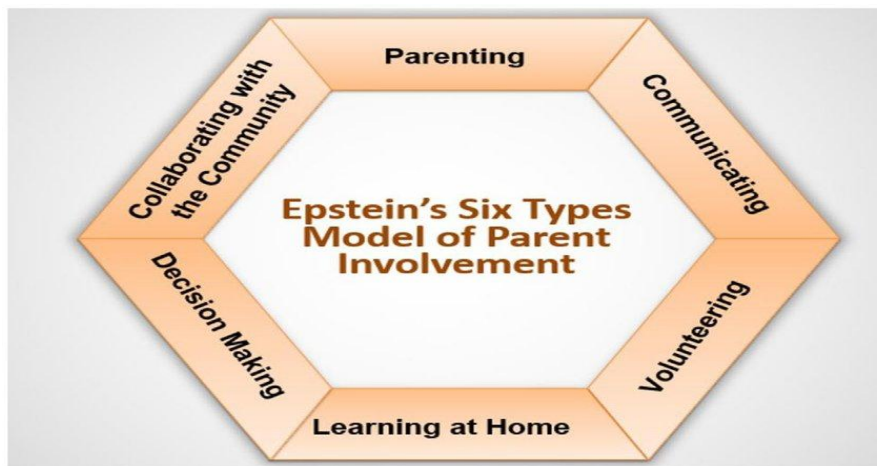 Parenting
Communicating
Volunteering
Learning at Home
Decision Making
Collaborating with
the Community
Epstein’s Six Types
Model of Parent
Involvement